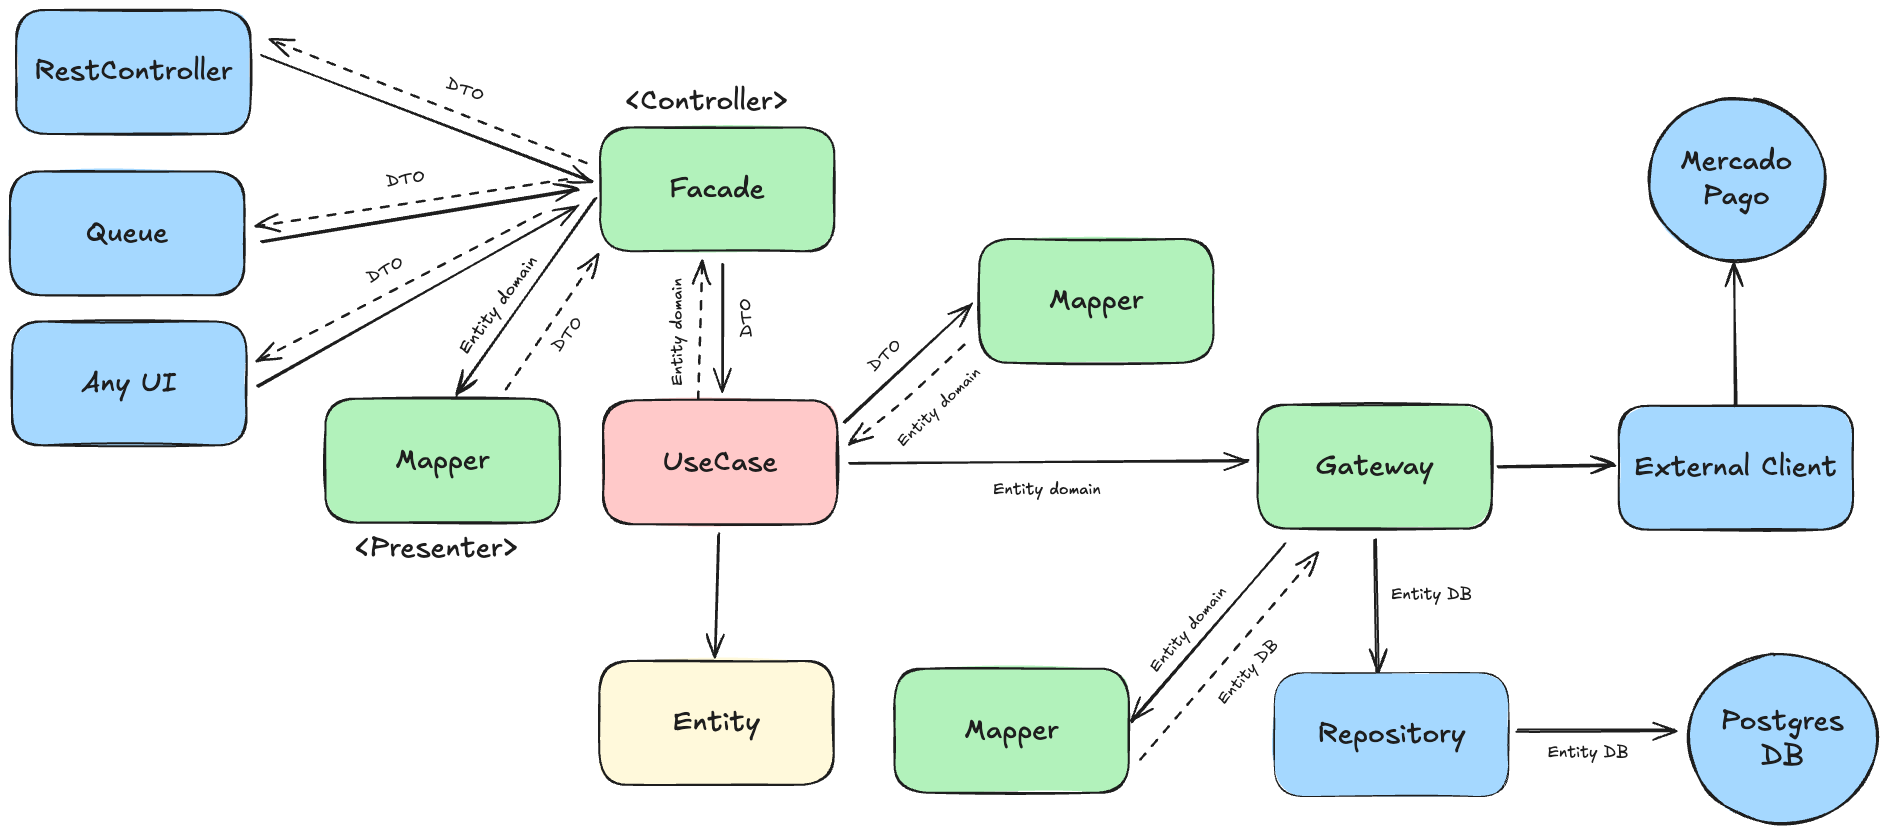 RestController
DTO
<Controller>
Facade
Mercado
Pago
DTO
Queue
DTO
Any UI
Entity domain
DTO
Entity domain
DTO
Mapper
DTO
Entity domain
Mapper
<Presenter>
UseCase
Entity domain
Gateway
External Client
Entity domain
Entity DB
Entity DB
Entity
Mapper
Repository
Entity DB
Postgres
DB